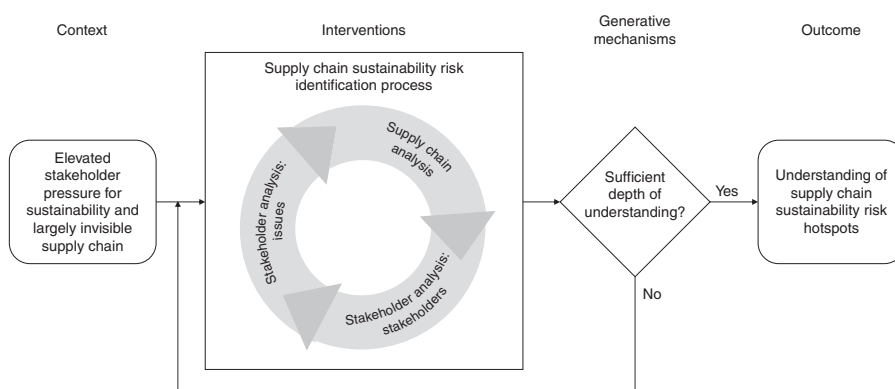 Context
Interventions
Generative
mechanisms
Outcome
Supply chain sustainability risk
identification process
Elevated
stakeholder
pressure for
sustainability and
largely invisible
supply chain
Supply chain
analysis
Stakeholder analysis:
stakeholders
Stakeholder analysis:
issues
Sufficient
depth of
understanding?
Yes
No
Understanding of
supply chain
sustainability risk
hotspots